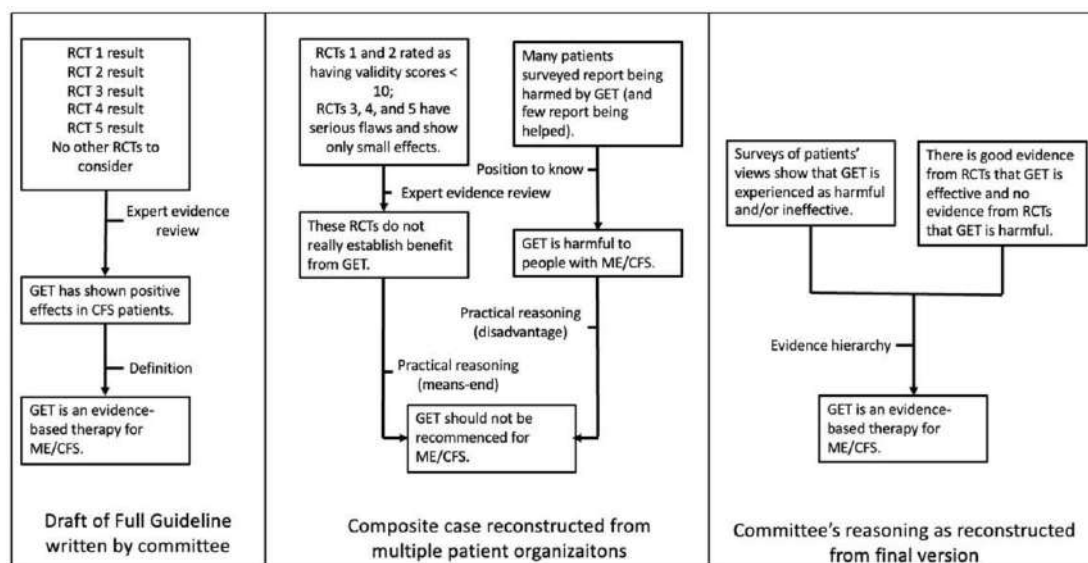 RCT 1 result
RCT 2 result
RCT 3 result
RCT 4 result
RCT 5 result
No other RCTs to
consider
Expert evidence
review
GET has shown positive
effects in CFS patients.
Definition
GET is an evidence-
based therapy for
ME/CFS.
Draft of Full Guideline
written by committee
RCTs 1 and 2 rated as
having validity scores <
10;
RCTs 3, 4, and 5 have
serious flaws and show
only small effects.
Expert evidence review
These RCTs do not
really establish benefit
from GET.
Practical reasoning
(means-end)
Many patients
surveyed report being
harmed by GET (and
few report being
helped).
Position to know
GET is harmful to
people with ME/CFS.
Practical reasoning
(disadvantage)
GET should not be
recommenced for
ME/CFS.
Composite case reconstructed from
multiple patient organizaitons
Surveys of patients'
views show that GET is
experienced as harmful
and/or ineffective.
There is good evidence
from RCTs that GET is
effective and no
evidence from RCTs
that GET is harmful.
Evidence hierarchy
GET is an evidence-
based therapy for
ME/CFS.
Committee's reasoning as reconstructed
from final version